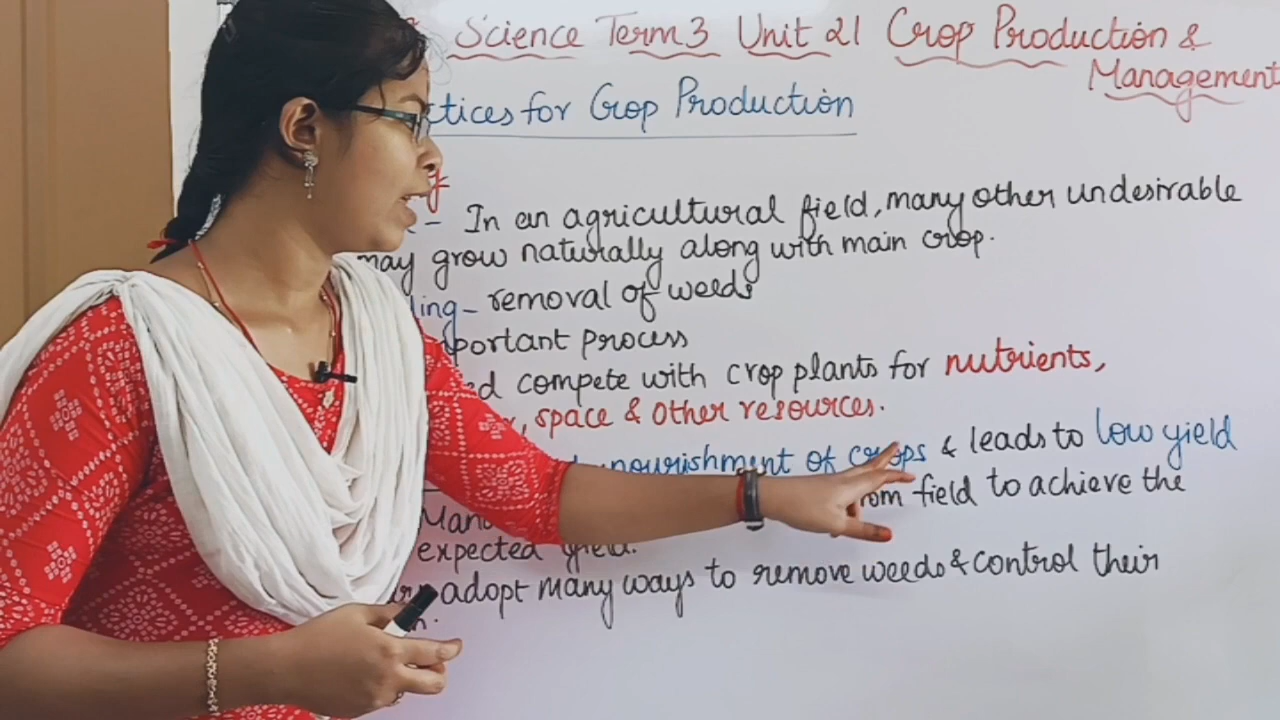 Science Term 3 Unit 21 Crop Production &
Management
tices for Crop Production
g
- In an agricultural field, many other undesirable
may grow naturally along with main crop.
ing - removal of weeds
portant process
ed compete with crop plants for nutrients,
, space & other resources.
nourishment of crops & leads to low yield
om field to achieve the
expected yield.
adopt many ways to remove weeds & control their